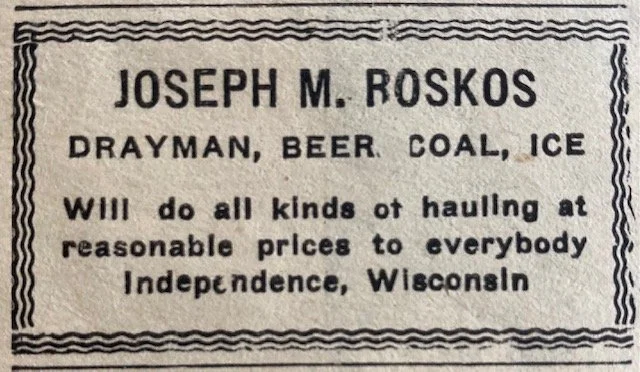 JOSEPH M. ROSKOS
DRAYMAN, BEER. COAL, ICE
Will do all kinds of hauling at
reasonable prices to everybody
Independence, Wisconsin